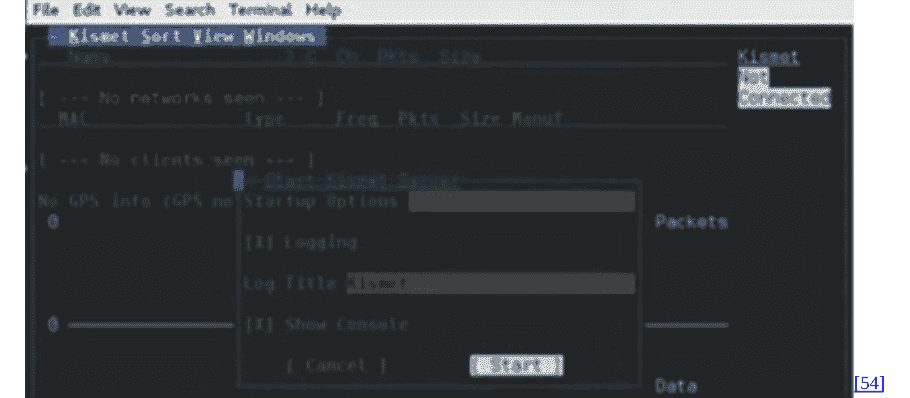 File Edit View Search Terminal Help
~ Kismet Sort View Windows
Name T C Ch Pkts Size
Kismet
Not
Connected
[ --- No networks seen --- ]
MAC Type Freq Pkts Size Manuf
[ --- No clients seen --- ]
Start Kismet Server
No GPS info (GPS no
Startup Options
0
Packets
[X] Logging
Log Title Kismet
0
[X] Show Console
[ Cancel ] [ Start ]
Data
[54]